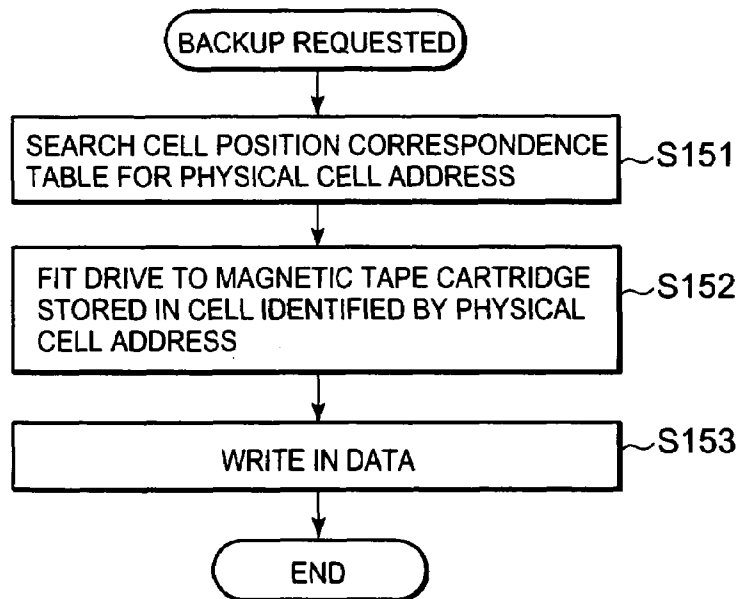 BACKUP REQUESTED
SEARCH CELL POSITION CORRESPONDENCE
TABLE FOR PHYSICAL CELL ADDRESS
S151
FIT DRIVE TO MAGNETIC TAPE CARTRIDGE
STORED IN CELL IDENTIFIED BY PHYSICAL
CELL ADDRESS
S152
WRITE IN DATA
S153
END